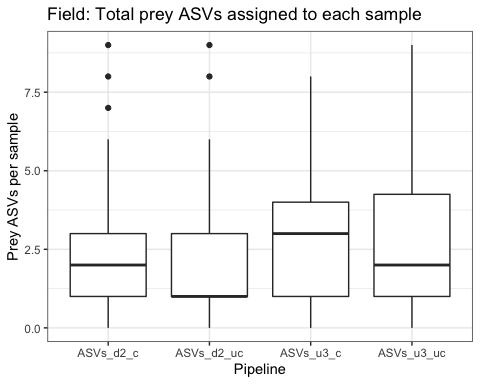 Field: Total prey ASVs assigned to each sample
Prey ASVs per sample
7.5
5.0
2.5
0.0
ASVs_d2_c ASVs_d2_uc ASVs_u3_c ASVs_u3_uc
Pipeline